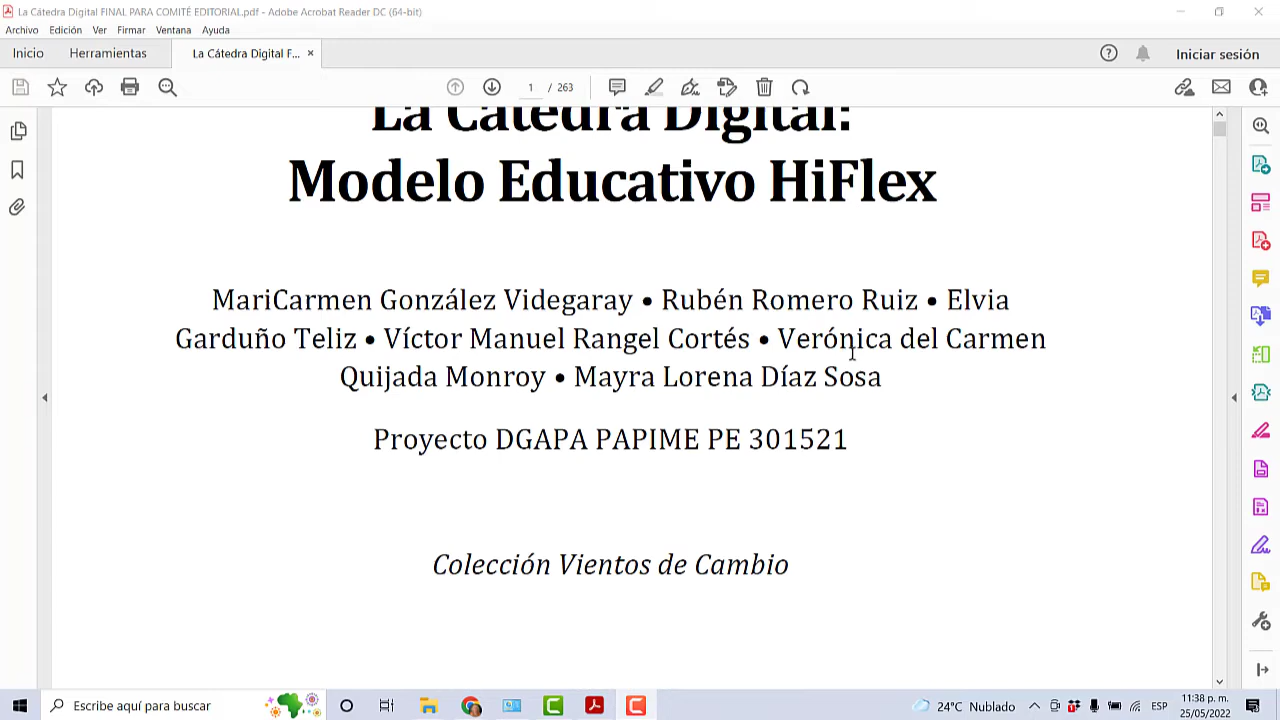 La Cátedra Digital FINAL PARA COMITÉ EDITORIAL.pdf - Adobe Acrobat Reader DC (64-bit)
Archivo Edición Ver Firmar Ventana Ayuda
Inicio Herramientas La Cátedra Digital F... × Iniciar sesión
1 / 263
La Cátedra Digital:
Modelo Educativo HiFlex
MariCarmen González Videgaray • Rubén Romero Ruiz • Elvia
Garduño Teliz • Víctor Manuel Rangel Cortés • Verónica del Carmen
Quijada Monroy • Mayra Lorena Díaz Sosa
Proyecto DGAPA PAPIME PE 301521
Colección Vientos de Cambio
Escribe aquí para buscar
24°C Nublado
ESP
11:38 p. m.
25/05/2022